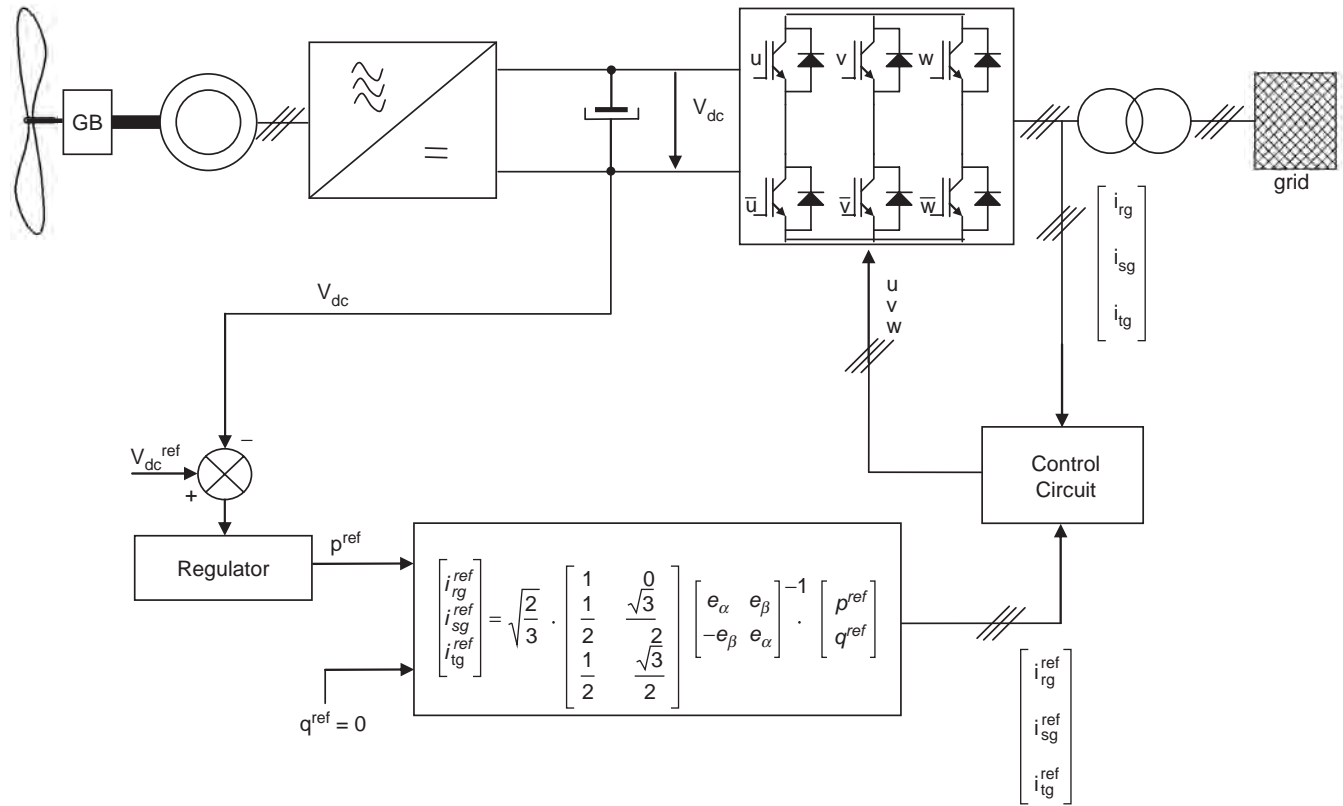 GB
V_dc
u
v
w
u̅
v̅
w̅
grid
i_rg
i_sg
i_tg
V_dc
u
v
w
V_dc^ref
−
+
Regulator
p^ref
q^ref = 0
[i_rg^ref i_sg^ref i_tg^ref] = √(2/3) · [1 0; 1/2 √3/2; 1/2 √3/2] [e_α e_β; −e_β e_α]^−1 · [p^ref q^ref]
Control
Circuit
i_rg^ref
i_sg^ref
i_tg^ref